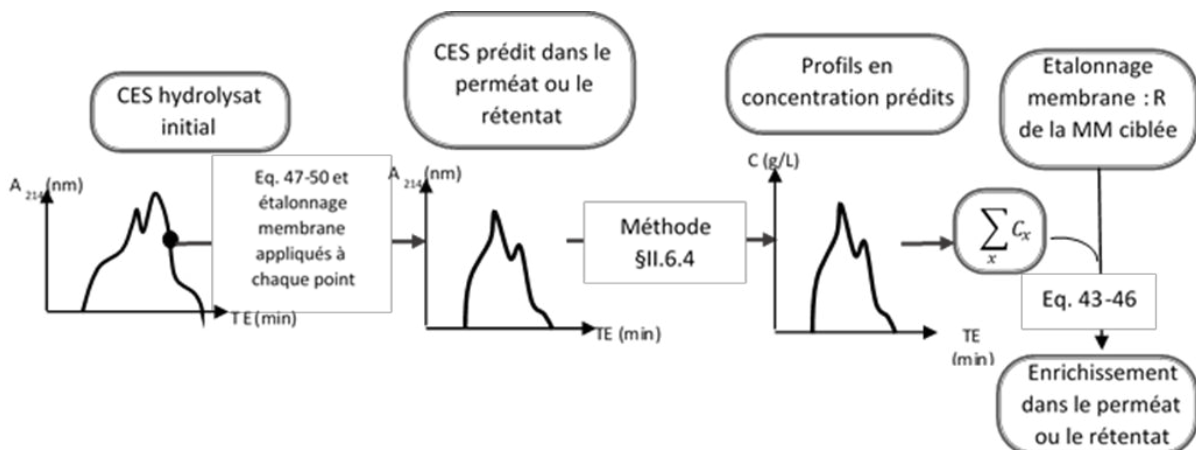 CES hydrolysat
initial
A 214 (nm)
TE (min)
Eq. 47-50 et
étalonnage
membrane
appliqués à
chaque point
CES prédit dans le
perméat ou le
rétentat
A 214 (nm)
TE (min)
Méthode
§II.6.4
Profils en
concentration prédits
C (g/L)
TE
(min)
∑ Cₓ
x
Etalonnage
membrane : R
de la MM ciblée
Eq. 43-46
Enrichissement
dans le perméat
ou le rétentat